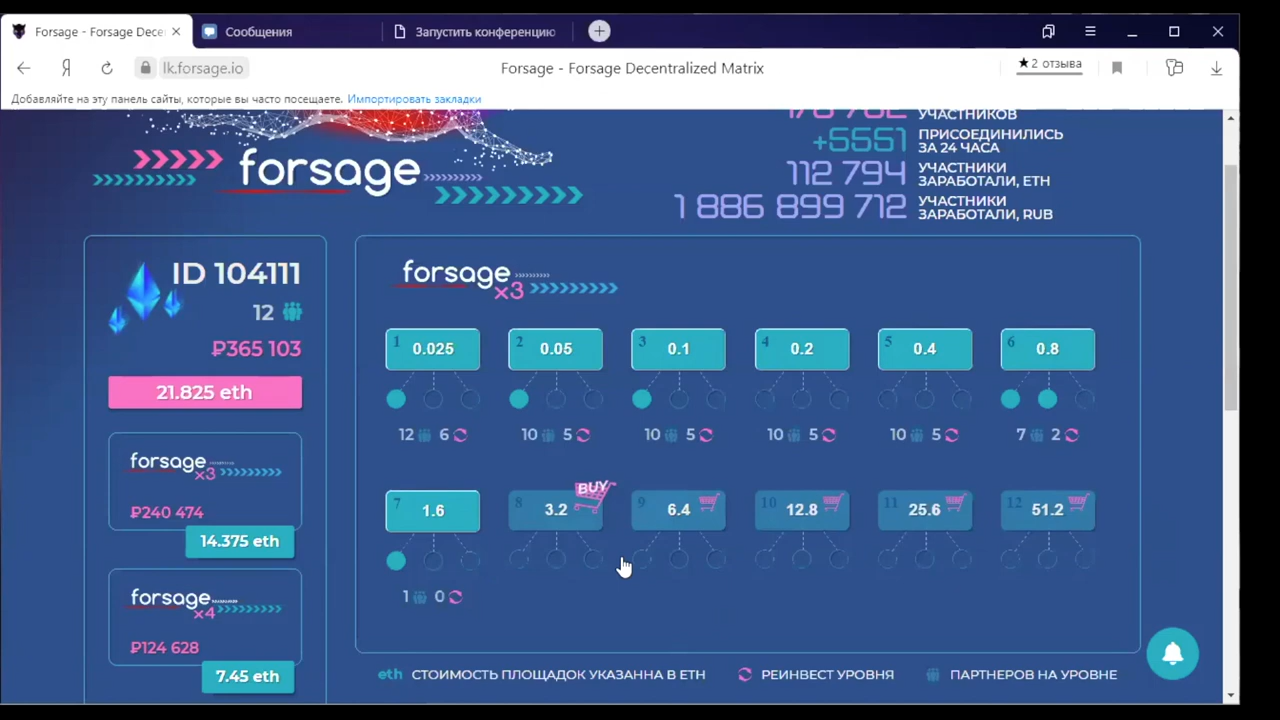 Forsage - Forsage Dece
Сообщения
Запустить конференцию
lk.forsage.io
Forsage - Forsage Decentralized Matrix
★2 отзыва
Добавляйте на эту панель сайты, которые вы часто посещаете. Импортировать закладки
УЧАСТНИКОВ
+5551 ПРИСОЕДИНИЛИСЬ
ЗА 24 ЧАСА
112 794 УЧАСТНИКИ
ЗАРАБОТАЛИ, ETH
1 886 899 712 УЧАСТНИКИ
ЗАРАБОТАЛИ, RUB
forsage
ID 104111
12
₽365 103
21.825 eth
forsage
x3
₽240 474
14.375 eth
forsage
x4
₽124 628
7.45 eth
forsage
x3
1 0.025 2 0.05 3 0.1 4 0.2 5 0.4 6 0.8
12 6 10 5 10 5 10 5 10 5 7 2
BUY
7 1.6 8 3.2 9 6.4 10 12.8 11 25.6 12 51.2
1 0
eth СТОИМОСТЬ ПЛОЩАДОК УКАЗАННА В ETH РЕИНВЕСТ УРОВНЯ ПАРТНЕРОВ НА УРОВНЕ